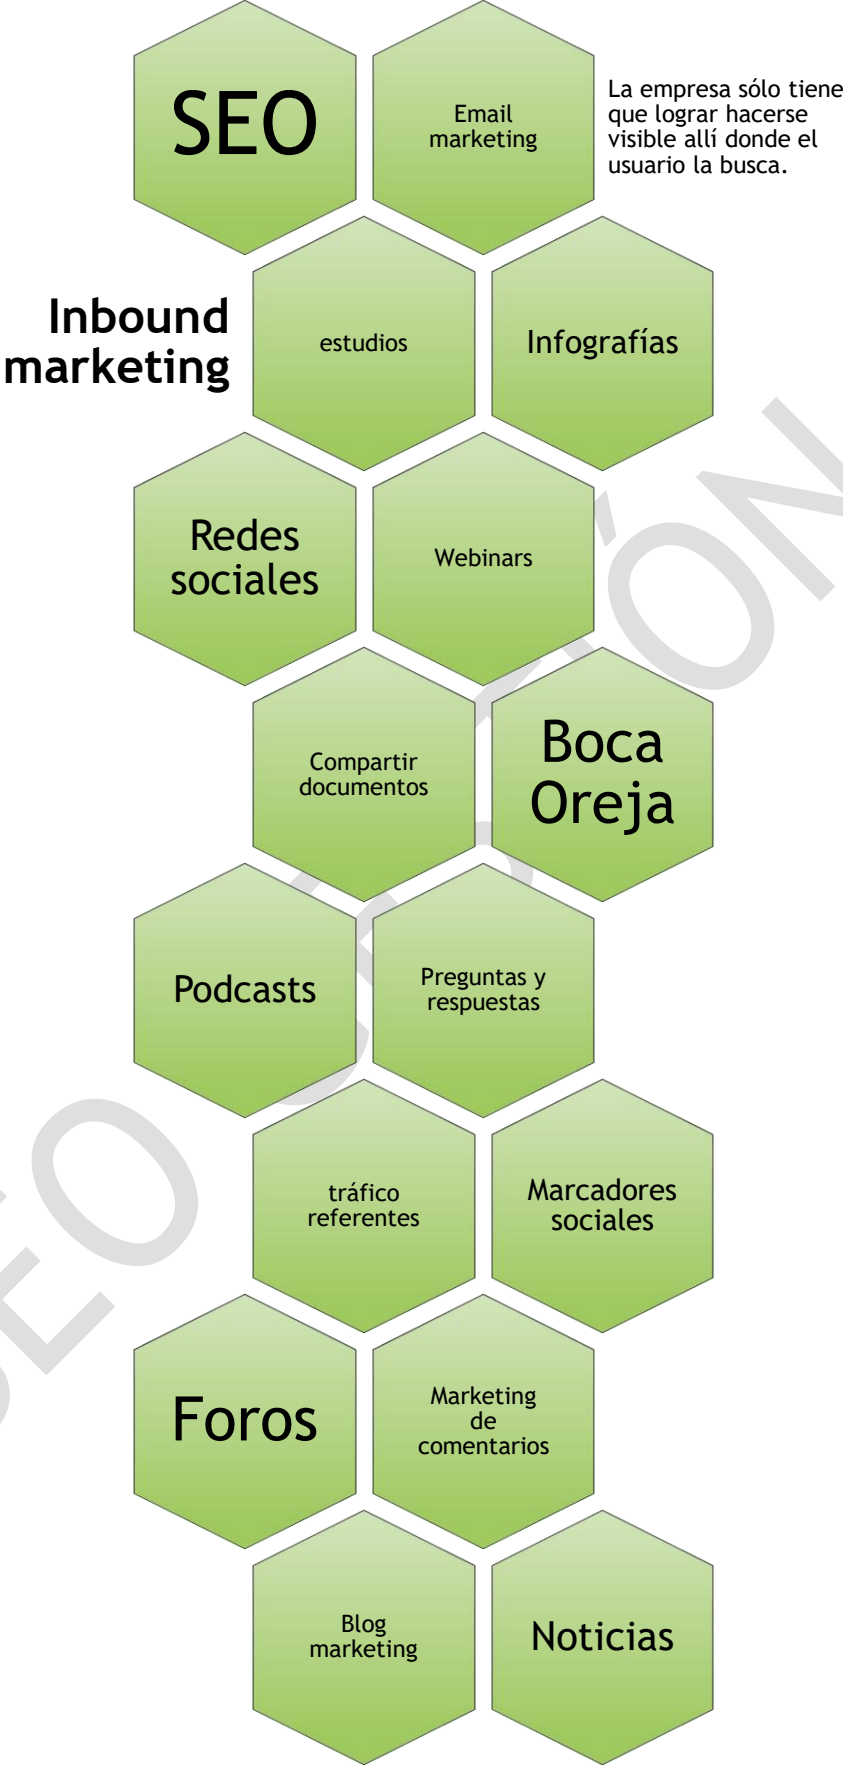 SEO
Email
marketing
La empresa sólo tiene
que lograr hacerse
visible allí donde el
usuario la busca.
Inbound
marketing
estudios
Infografías
Redes
sociales
Webinars
Compartir
documentos
Boca
Oreja
Podcasts
Preguntas y
respuestas
tráfico
referentes
Marcadores
sociales
Foros
Marketing
de
comentarios
Blog
marketing
Noticias